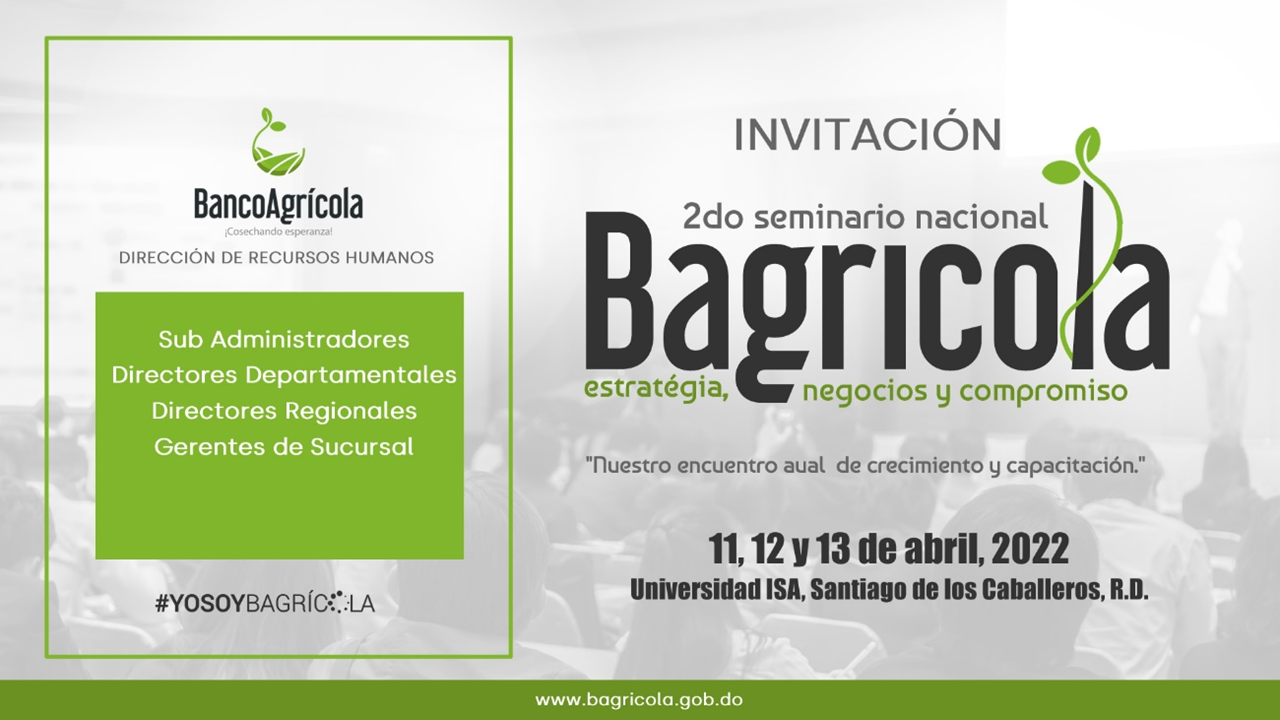 BancoAgrícola
¡Cosechando esperanza!
DIRECCIÓN DE RECURSOS HUMANOS
Sub Administradores
Directores Departamentales
Directores Regionales
Gerentes de Sucursal
#YOSOYBAGRÍCOLA
INVITACIÓN
2do seminario nacional
Bagrıcola
estratégia, negocios y compromiso
"Nuestro encuentro aual de crecimiento y capacitación."
11, 12 y 13 de abril, 2022
Universidad ISA, Santiago de los Caballeros, R.D.
www.bagricola.gob.do